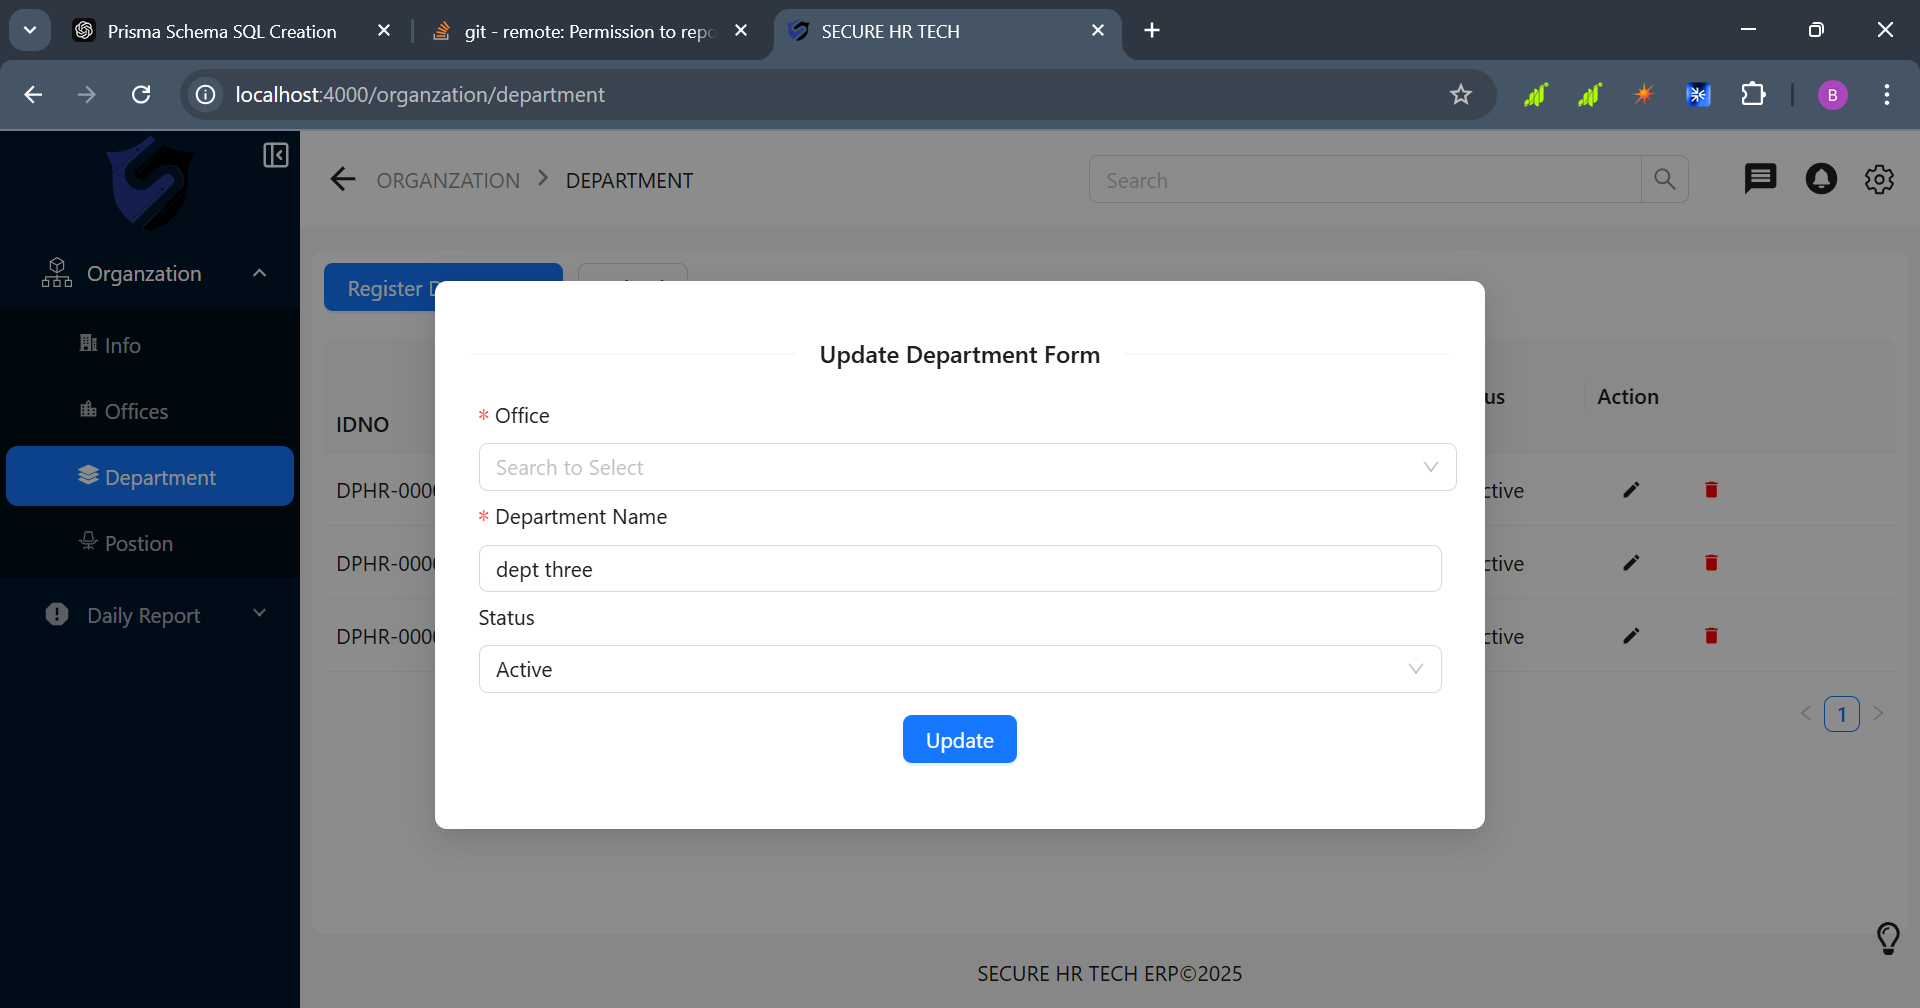 Prisma Schema SQL Creation
git - remote: Permission to repo
SECURE HR TECH
localhost:4000/organzation/department
B
ORGANZATION
DEPARTMENT
Search
Organzation
Info
Offices
Department
Postion
Daily Report
Register
Update Department Form
* Office
Search to Select
* Department Name
dept three
Status
Active
Update
IDNO
us
Action
DPHR-000
ctive
DPHR-000
ctive
DPHR-000
ctive
1
SECURE HR TECH ERP©2025